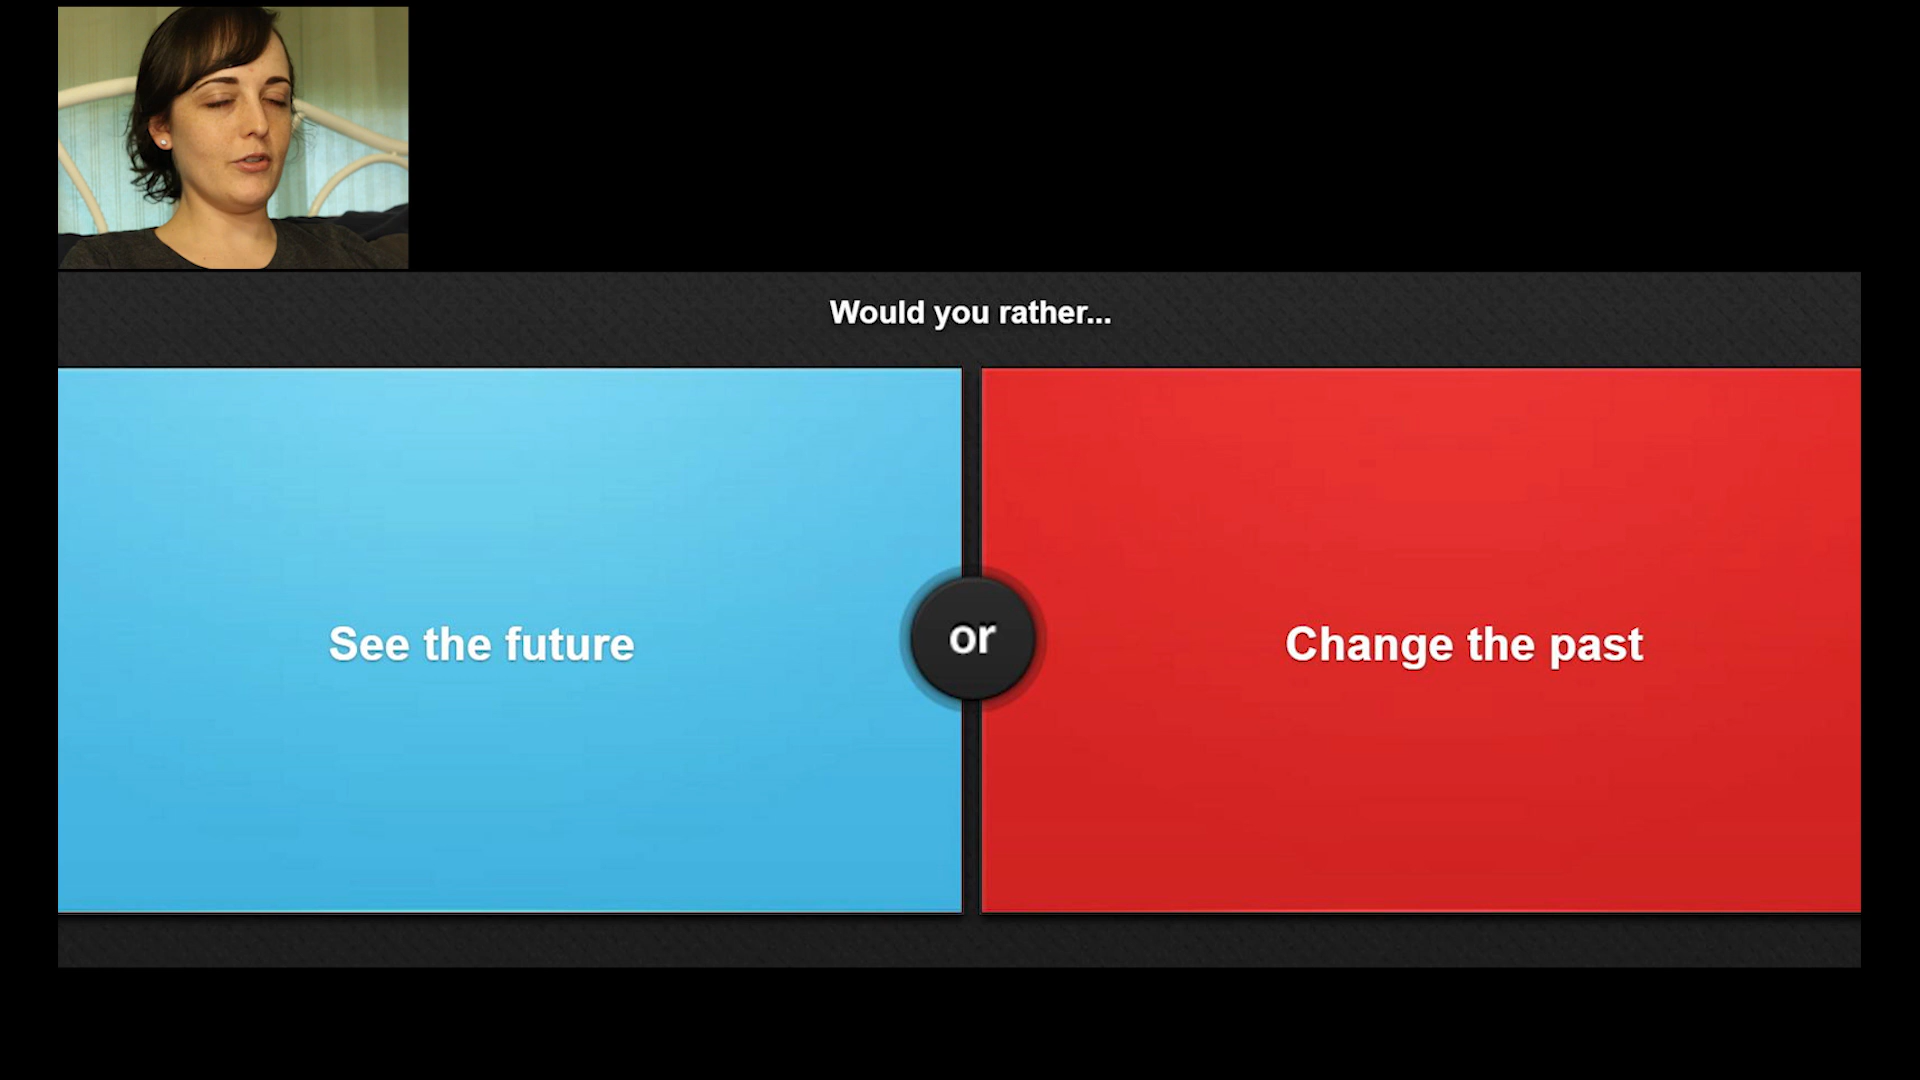 Would you rather...
See the future
or
Change the past